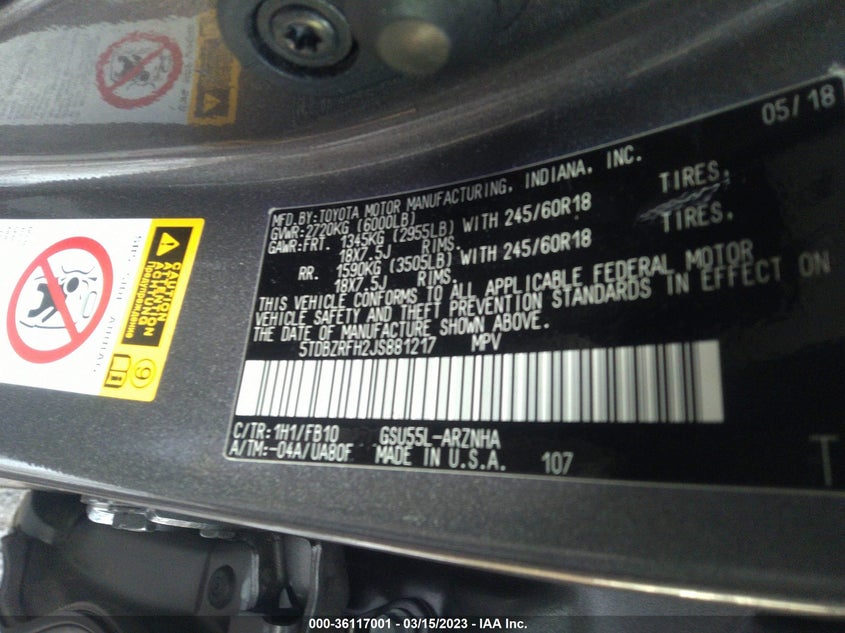 05/18
MFD.BY:TOYOTA MOTOR MANUFACTURING, INDIANA, INC.
GVWR:2720KG (6000LB)
GAWR:FRT. 1345KG (2955LB) WITH 245/60R18 TIRES,
18X7.5J RIMS.
RR. 1590KG (3505LB) WITH 245/60R18 TIRES.
18X7.5J RIMS.
THIS VEHICLE CONFORMS TO ALL APPLICABLE FEDERAL MOTOR
VEHICLE SAFETY AND THEFT PREVENTION STANDARDS IN EFFECT ON
THE DATE OF MANUFACTURE SHOWN ABOVE.
5TDBZRFH2JS881217 MPV
C/TR:1H1/FB10 GSU55L-ARZNHA
A/TM:-04A/UA80F MADE IN U.S.A. 107
T
CAUTION
ACHTUNG
9
000-36117001 - 03/15/2023 - IAA Inc.